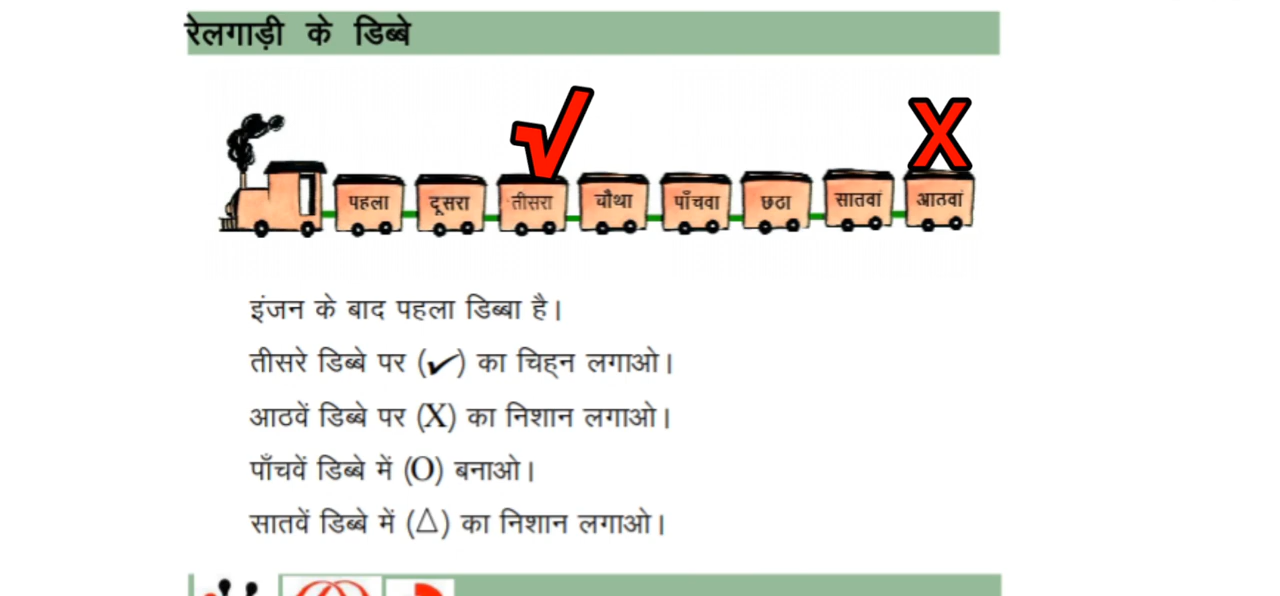 रेलगाड़ी के डिब्बे
पहला दूसरा तीसरा चौथा पाँचवा छठा सातवां आठवां
इंजन के बाद पहला डिब्बा है।
तीसरे डिब्बे पर (✓) का चिह्न लगाओ।
आठवें डिब्बे पर (X) का निशान लगाओ।
पाँचवें डिब्बे में (O) बनाओ।
सातवें डिब्बे में (△) का निशान लगाओ।